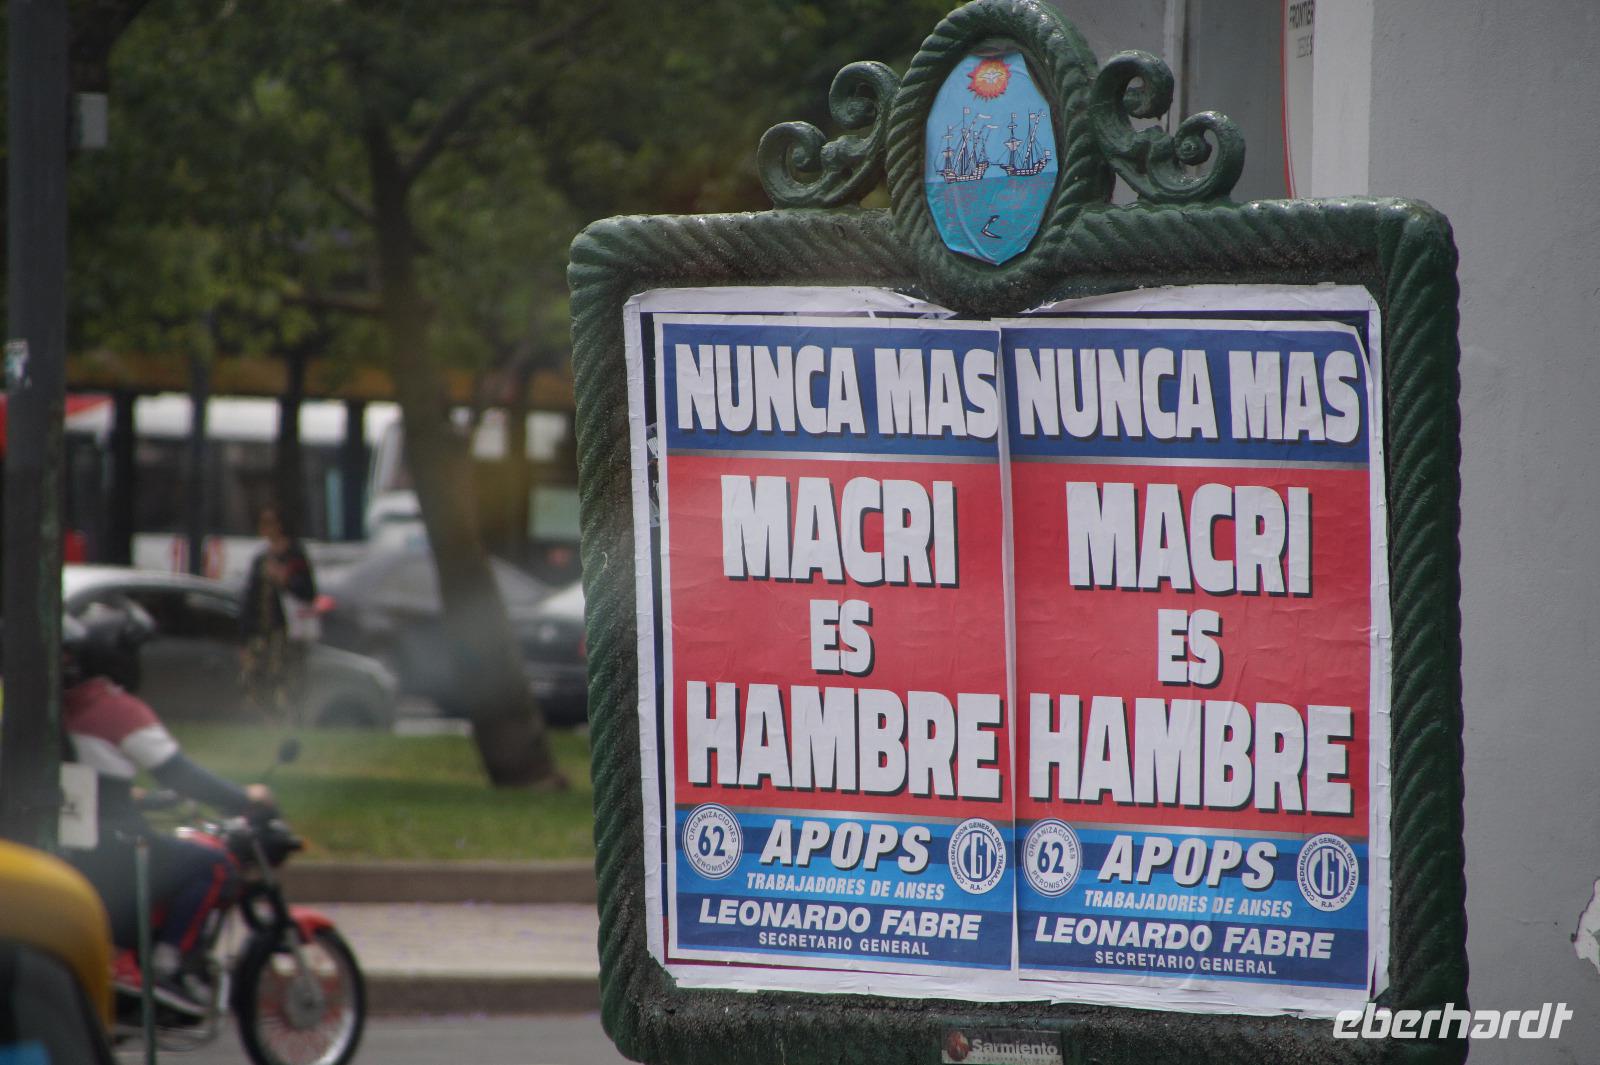 NUNCA MAS
MACRI
ES
HAMBRE
ORGANIZACIONES
62
PERONISTAS
APOPS
CONFEDERACION GENERAL DEL TRABAJO
CGT
R.A.
TRABAJADORES DE ANSES
LEONARDO FABRE
SECRETARIO GENERAL
NUNCA MAS
MACRI
ES
HAMBRE
ORGANIZACIONES
62
PERONISTAS
APOPS
CONFEDERACION GENERAL DEL TRABAJO
CGT
R.A.
TRABAJADORES DE ANSES
LEONARDO FABRE
SECRETARIO GENERAL
Sarmiento
eberhardt